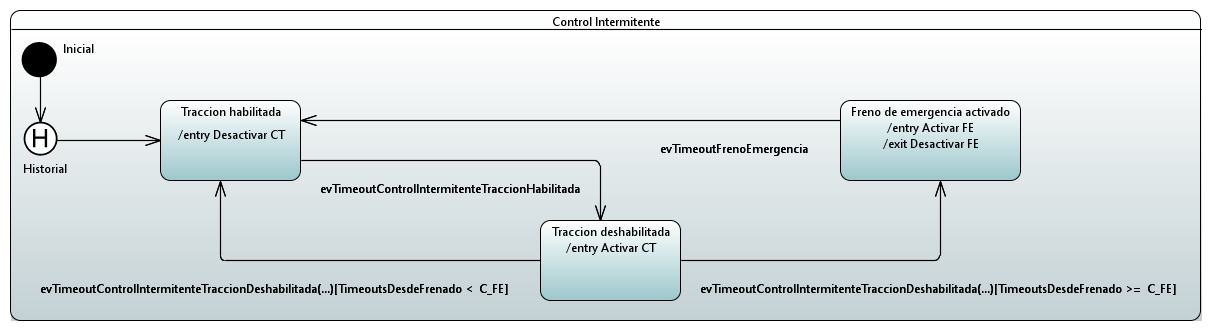 Control Intermitente
Inicial
H
Historial
Traccion habilitada
/entry Desactivar CT
Freno de emergencia activado
/entry Activar FE
/exit Desactivar FE
evTimeoutFrenoEmergencia
evTimeoutControlIntermitenteTraccionHabilitada
Traccion deshabilitada
/entry Activar CT
evTimeoutControlIntermitenteTraccionDeshabilitada(...)[TimeoutsDesdeFrenado < C_FE]
evTimeoutControlIntermitenteTraccionDeshabilitada(...)[TimeoutsDesdeFrenado >= C_FE]